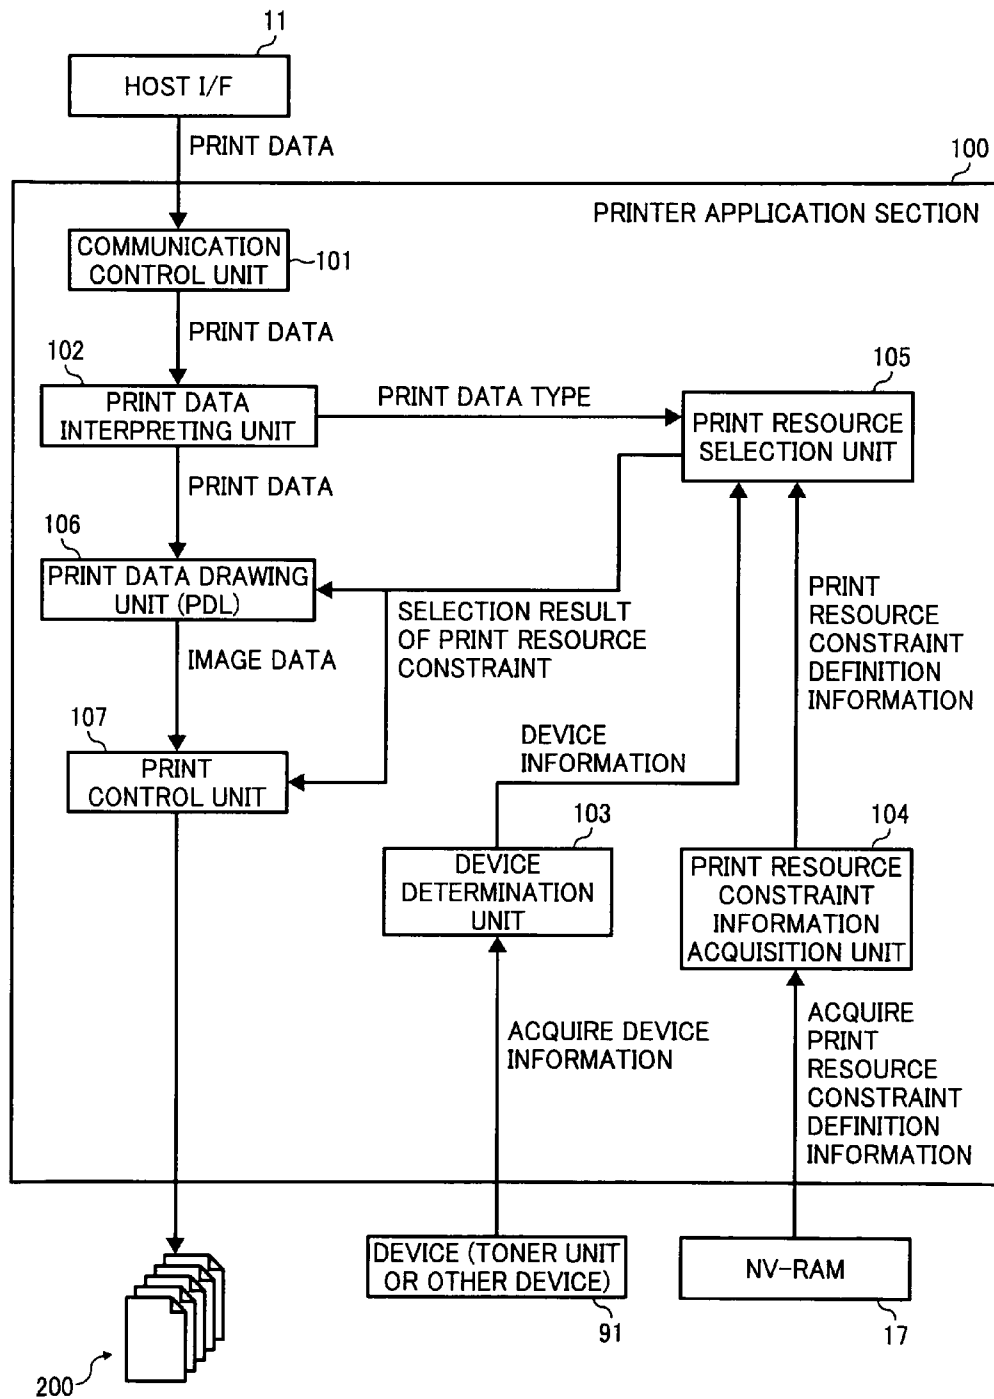 11
HOST I/F
PRINT DATA
100
PRINTER APPLICATION SECTION
COMMUNICATION
CONTROL UNIT
101
PRINT DATA
102
PRINT DATA
INTERPRETING UNIT
PRINT DATA TYPE
105
PRINT RESOURCE
SELECTION UNIT
PRINT DATA
106
PRINT DATA DRAWING
UNIT (PDL)
SELECTION RESULT
OF PRINT RESOURCE
CONSTRAINT
PRINT
RESOURCE
CONSTRAINT
DEFINITION
INFORMATION
IMAGE DATA
107
PRINT
CONTROL UNIT
DEVICE
INFORMATION
103
DEVICE
DETERMINATION
UNIT
104
PRINT RESOURCE
CONSTRAINT
INFORMATION
ACQUISITION UNIT
ACQUIRE DEVICE
INFORMATION
ACQUIRE
PRINT
RESOURCE
CONSTRAINT
DEFINITION
INFORMATION
DEVICE (TONER UNIT
OR OTHER DEVICE)
91
NV-RAM
17
200